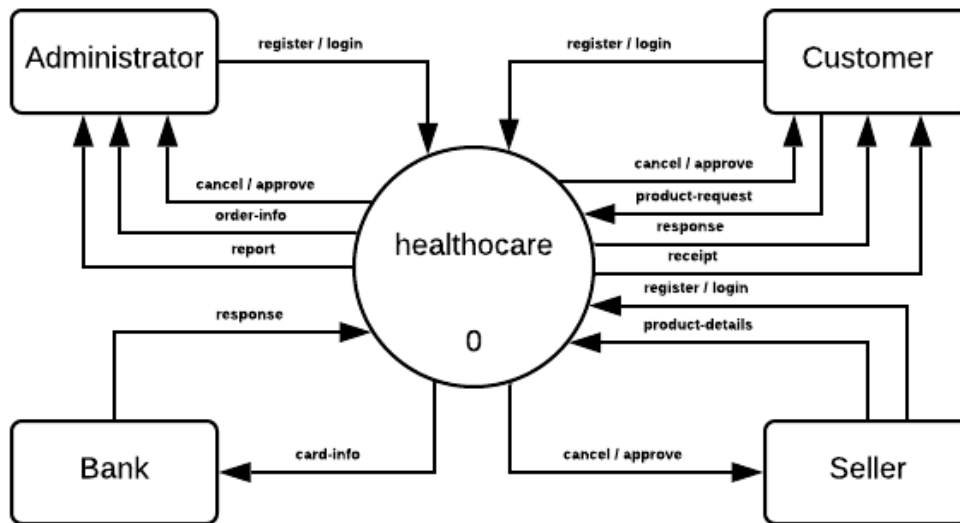 Administrator
register / login
register / login
Customer
cancel / approve
cancel / approve
product-request
order-info
response
report
healthocare
receipt
register / login
response
product-details
0
Bank
card-info
cancel / approve
Seller